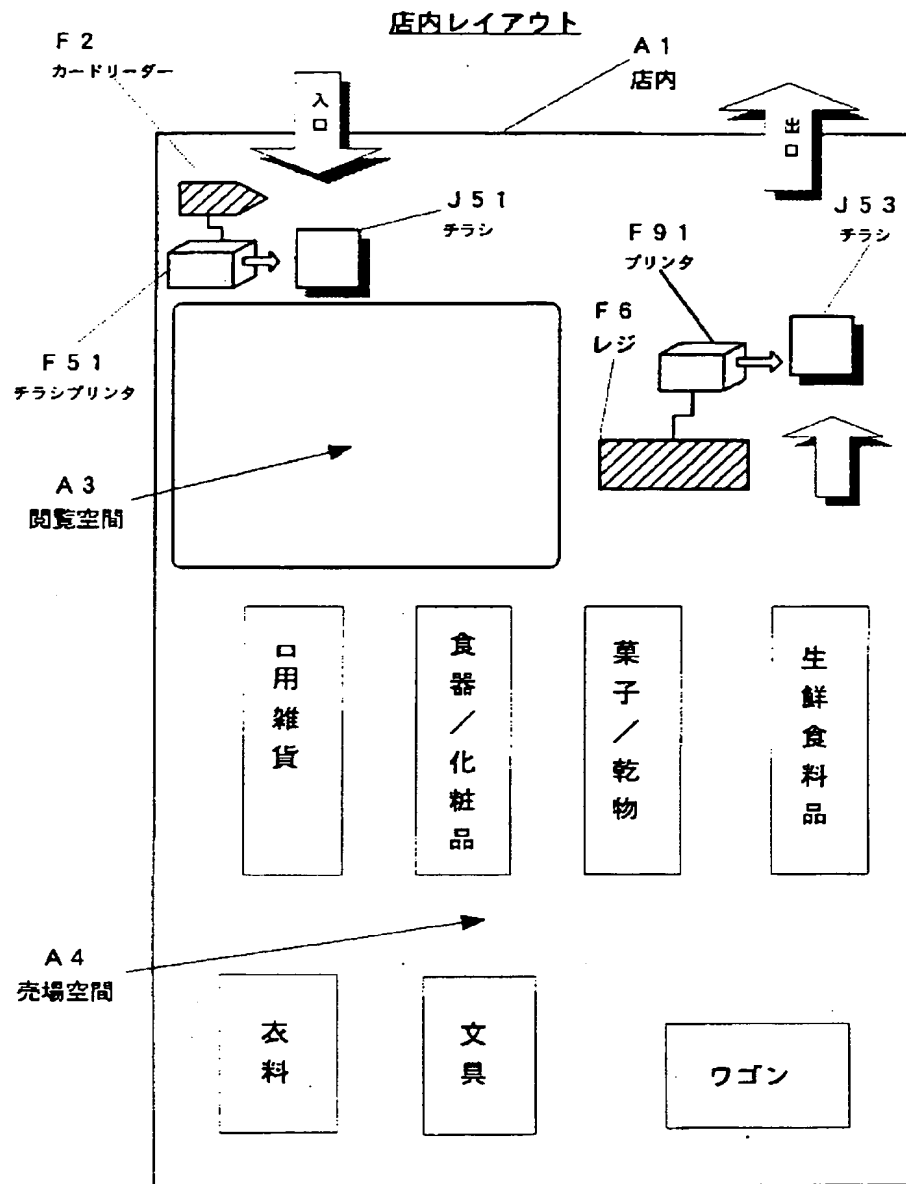 店内レイアウト
F2
カードリーダー
入口
A1
店内
出口
J51
チラシ
F91
プリンタ
J53
チラシ
F6
レジ
F51
チラシプリンタ
A3
閲覧空間
日用雑貨
食器/化粧品
菓子/乾物
生鮮食料品
A4
売場空間
衣料
文具
ワゴン